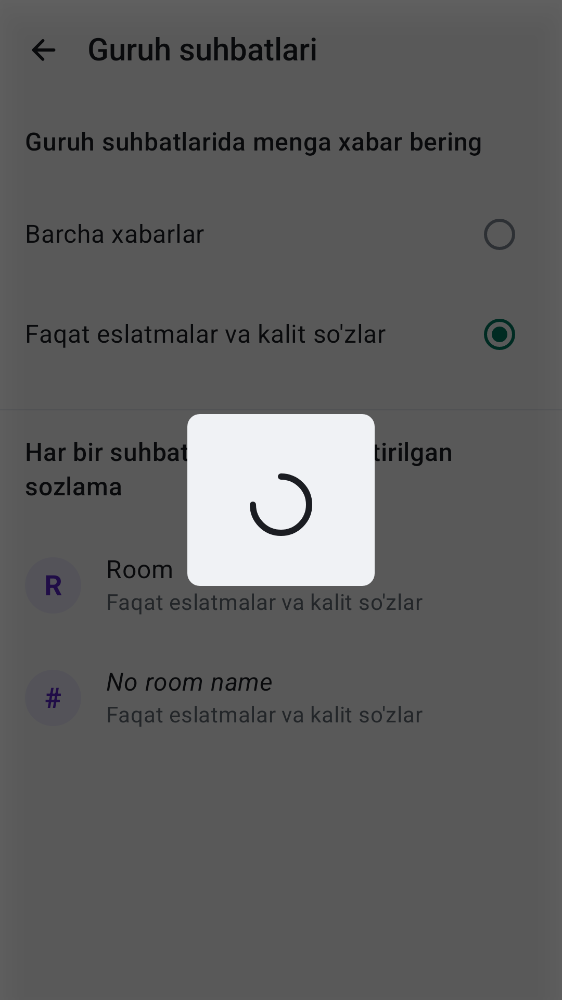 Guruh suhbatlari
Guruh suhbatlarida menga xabar bering
Barcha xabarlar
Faqat eslatmalar va kalit so'zlar
Har bir suhbat tirilgan
sozlama
R
Room
Faqat eslatmalar va kalit so'zlar
#
No room name
Faqat eslatmalar va kalit so'zlar